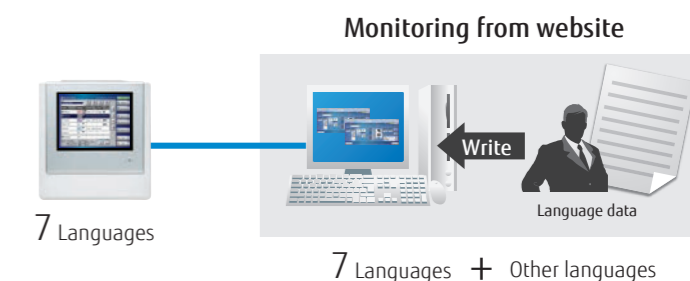 Monitoring from website
Write
Language data
7 Languages
7 Languages + Other languages